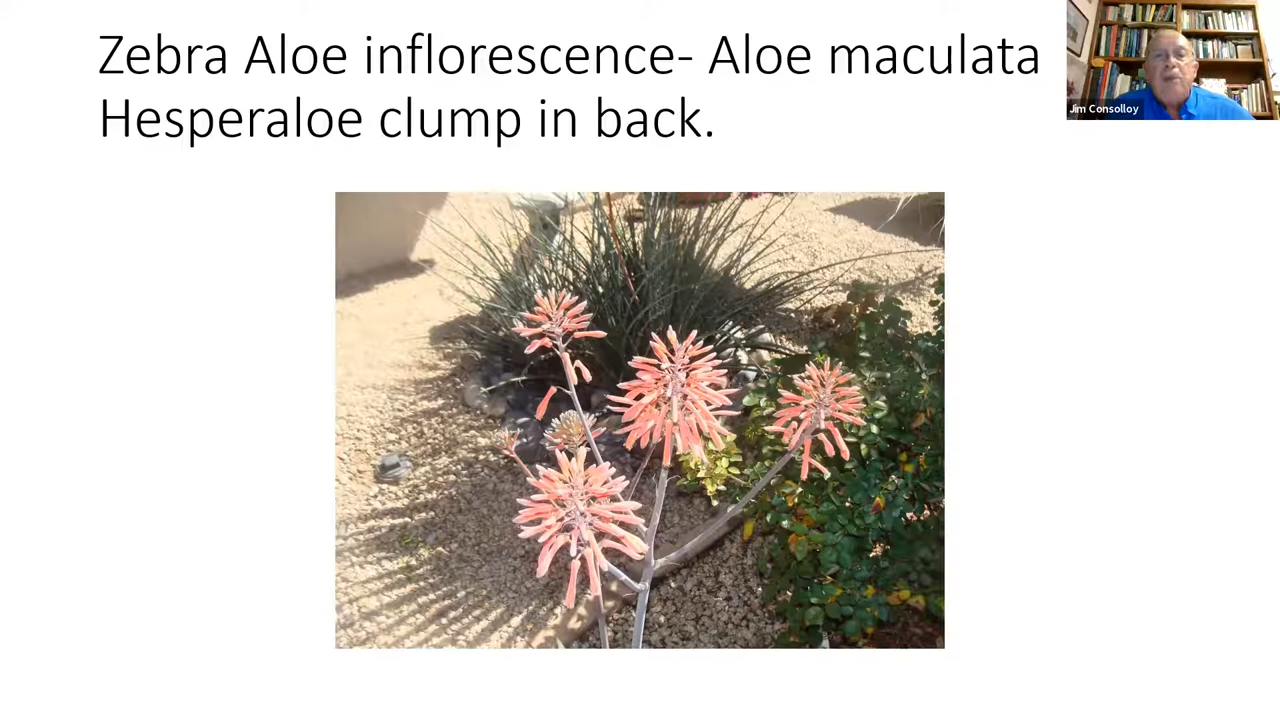 Zebra Aloe inflorescence- Aloe maculata
Hesperaloe clump in back.
Jim Consolloy